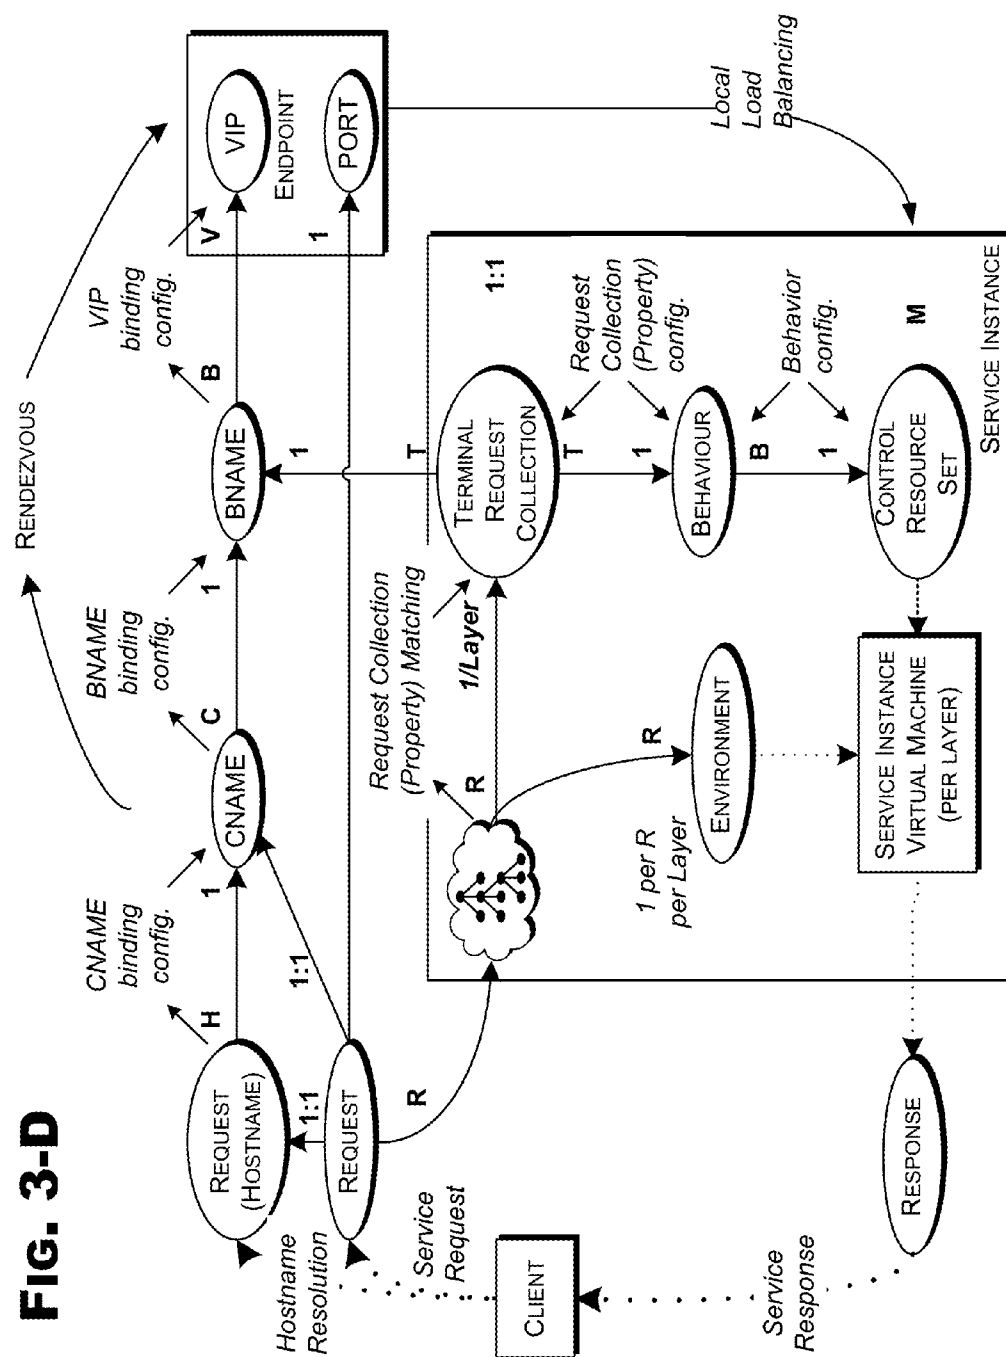 FIG. 3-D
RENDEZVOUS
CNAME
binding
config.
BNAME
binding
config.
VIP
binding
config.
H
1
C
1
B
V
REQUEST
(HOSTNAME)
CNAME
BNAME
VIP
ENDPOINT
PORT
1:1
1:1
1
1
REQUEST
R
Hostname
Resolution
Service
Request
CLIENT
Service
Response
RESPONSE
Request Collection
(Property) Matching
R
1/Layer
T
TERMINAL
REQUEST
COLLECTION
1:1
T
1
Request
Collection
(Property)
config.
BEHAVIOUR
B
1
Behavior
config.
CONTROL
RESOURCE
SET
M
R
1 per R
per Layer
ENVIRONMENT
SERVICE INSTANCE
VIRTUAL MACHINE
(PER LAYER)
SERVICE INSTANCE
Local
Load
Balancing